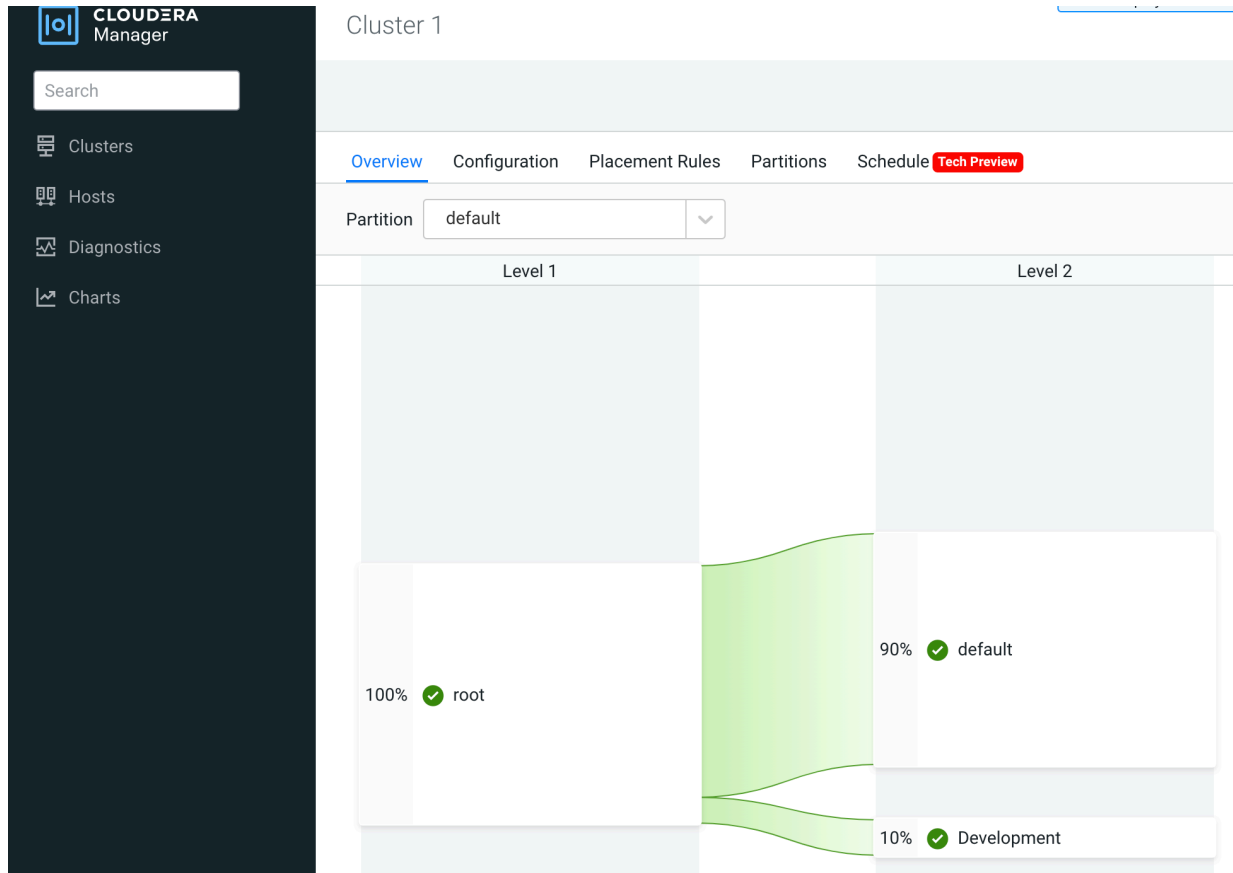 CLOUDERA
Manager
Search
Clusters
Hosts
Diagnostics
Charts
Cluster 1
Overview Configuration Placement Rules Partitions Schedule Tech Preview
Partition default
Level 1 Level 2
90% default
100% root
10% Development